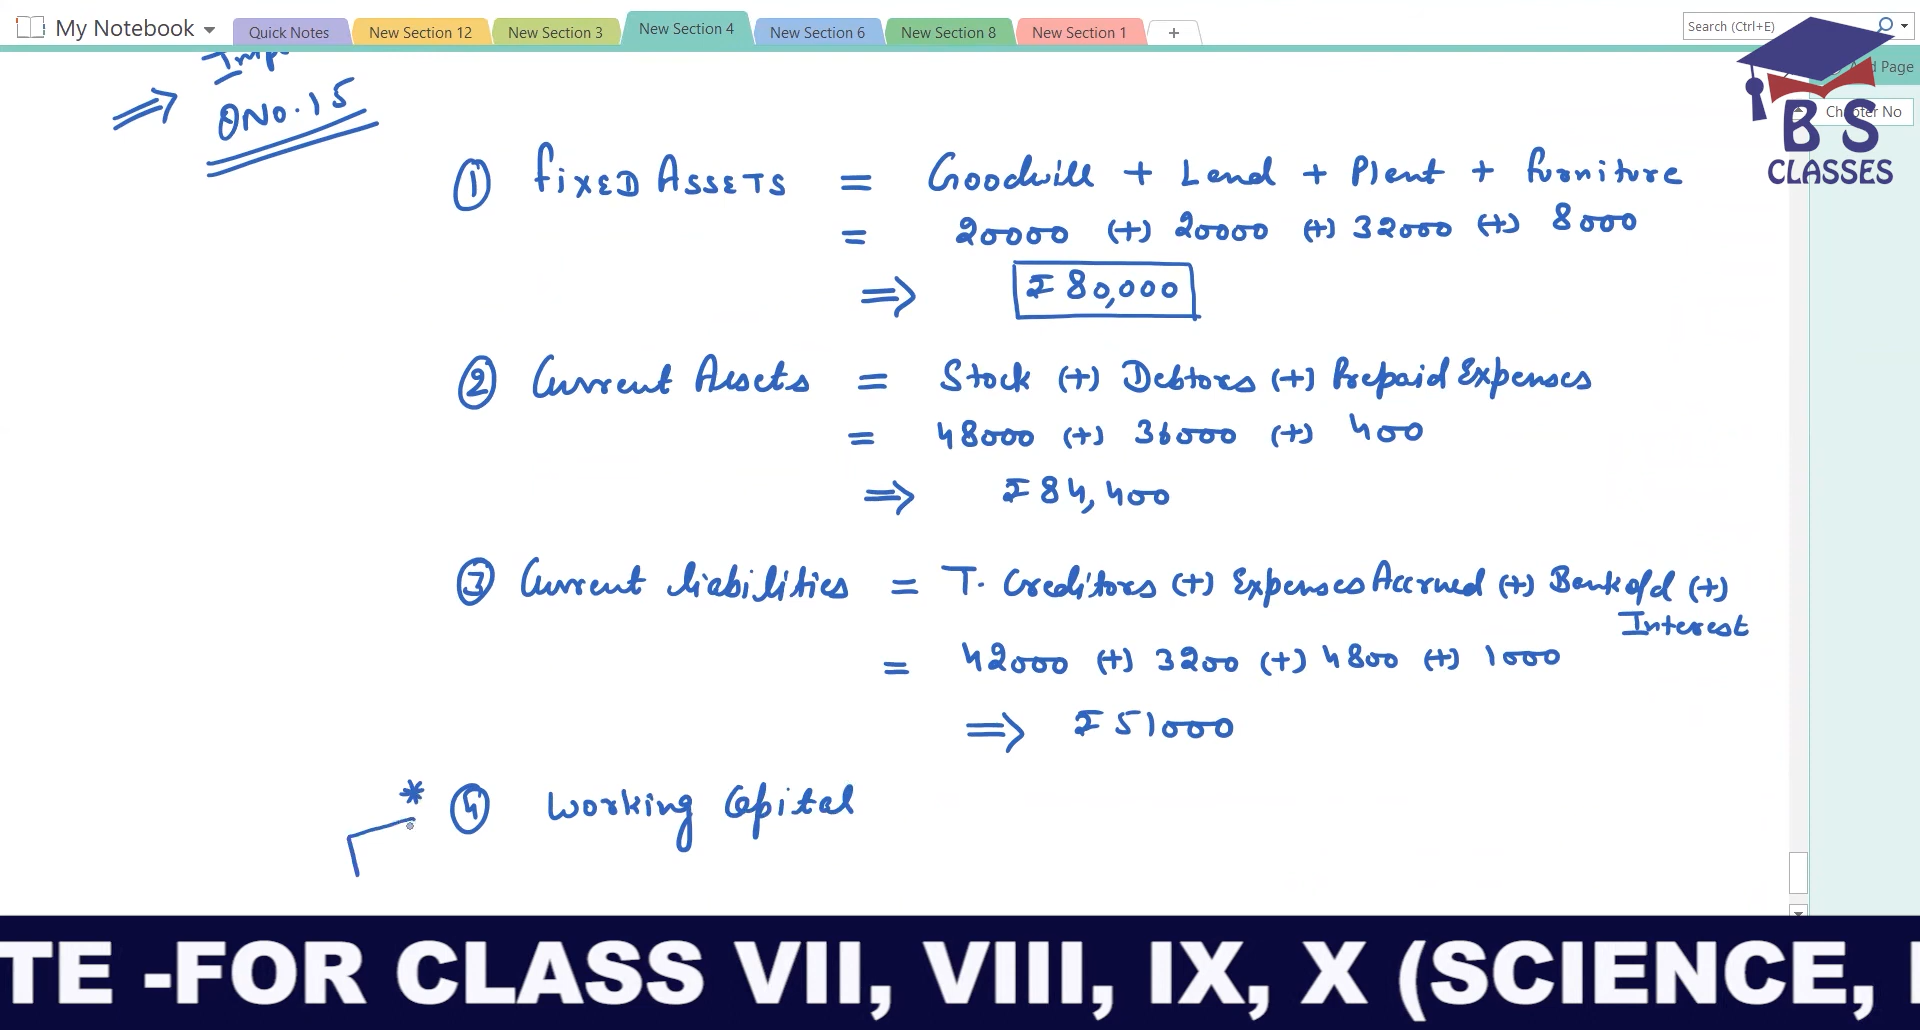 My Notebook
Quick Notes
New Section 12
New Section 3
New Section 4
New Section 6
New Section 8
New Section 1
+
Search (Ctrl+E)
d Page
Ch ter No
B S
CLASSES
QNo. 15
① FIXED ASSETS = Goodwill + Land + Plant + Furniture
= 20000 (+) 20000 (+) 32000 (+) 8000
⇒ ₹ 80,000
② Current Assets = Stock (+) Debtors (+) Prepaid Expenses
= 48000 (+) 36000 (+) 400
⇒ ₹ 84,400
③ Current liabilities = T. Creditors (+) Expenses Accrued (+) Bank o/d (+)
Interest
= 42000 (+) 3200 (+) 4800 (+) 1000
⇒ ₹ 51000
* ④ Working Capital
TE -FOR CLASS VII, VIII, IX, X (SCIENCE,